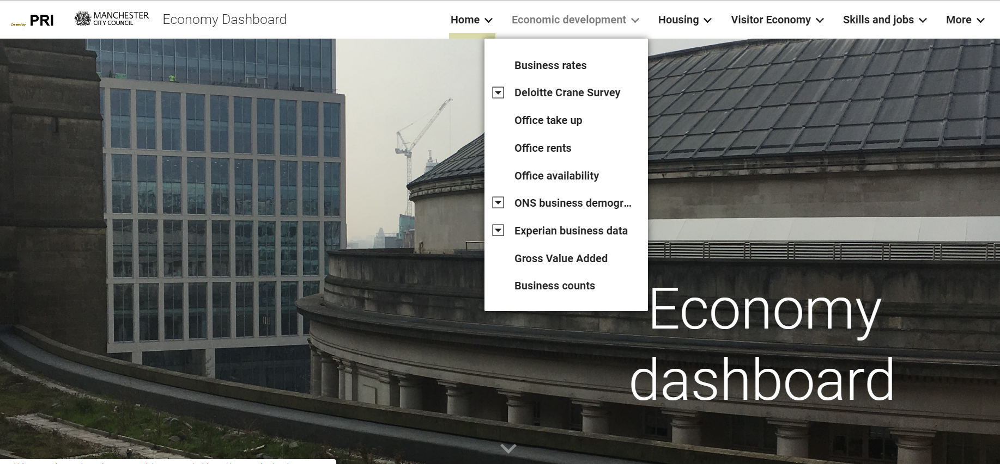 Created by PRI MANCHESTER CITY COUNCIL Economy Dashboard Home Economic development Housing Visitor Economy Skills and jobs More
Business rates
Deloitte Crane Survey
Office take up
Office rents
Office availability
ONS business demogr...
Experian business data
Gross Value Added
Business counts
Economy
dashboard